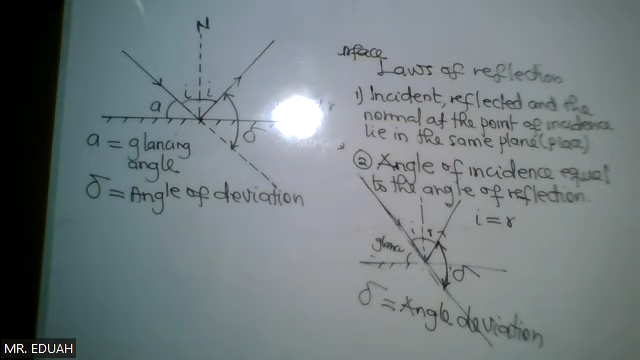 N
i i
a
δ
a = glancing
angle
δ = Angle of deviation
Laws of reflection
1) Incident, reflected and the
normal at the point of incidence
lie in the same plane (place)
② Angle of incidence equal
to the angle of reflection.
i = r
i r
glance
δ
δ = Angle deviation
MR. EDUAH